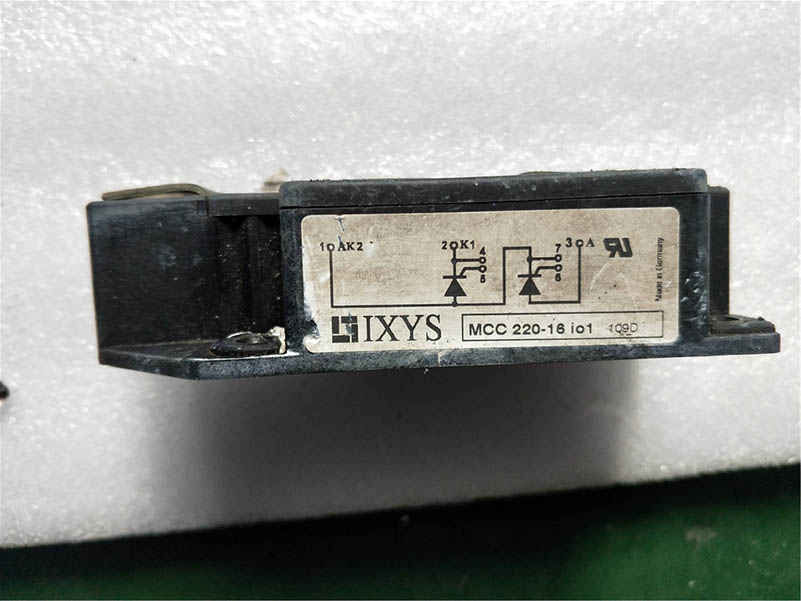 1 AK2 2 K1 4 5 7 6 3 A
Made in Germany
IXYS MCC 220-16 io1 109D